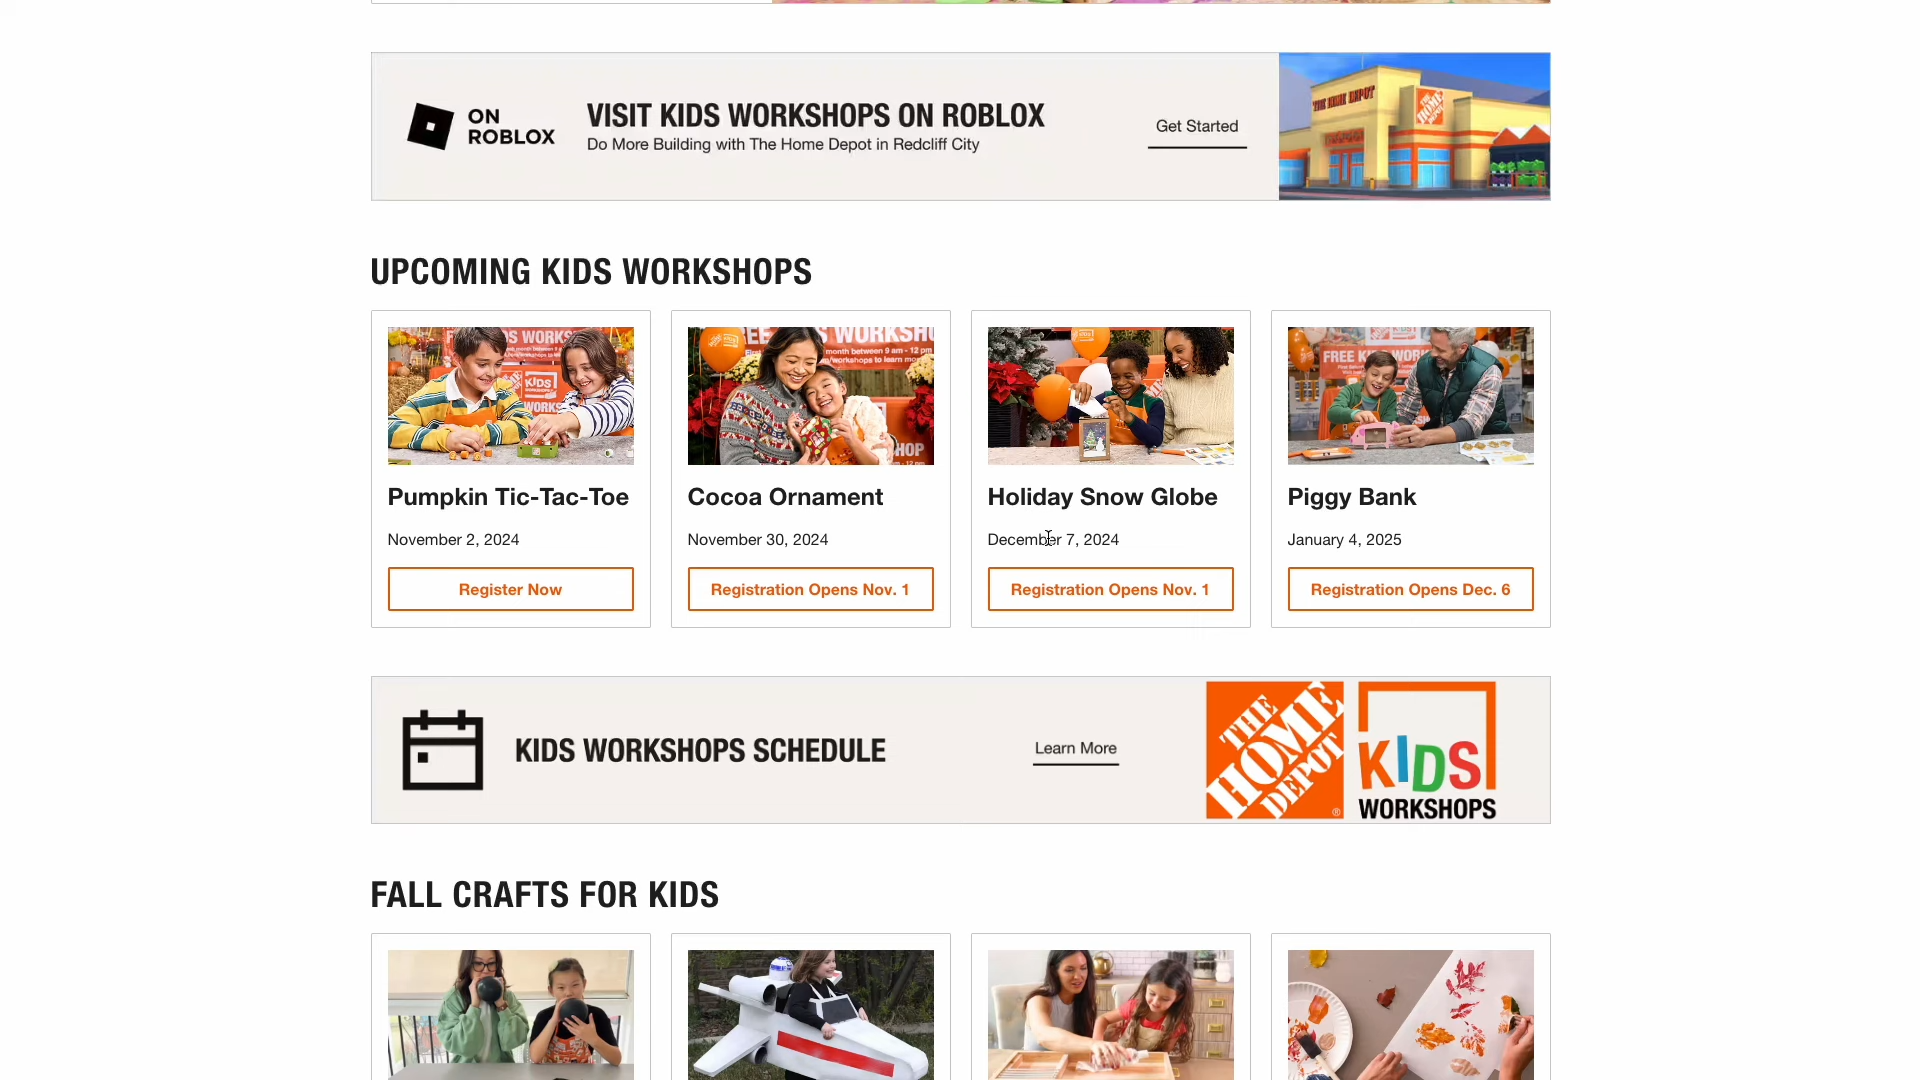 ON
ROBLOX
VISIT KIDS WORKSHOPS ON ROBLOX
Do More Building with The Home Depot in Redcliff City
Get Started
THE HOME DEPOT
UPCOMING KIDS WORKSHOPS
Pumpkin Tic-Tac-Toe
November 2, 2024
Register Now
Cocoa Ornament
November 30, 2024
Registration Opens Nov. 1
Holiday Snow Globe
December 7, 2024
Registration Opens Nov. 1
Piggy Bank
January 4, 2025
Registration Opens Dec. 6
KIDS WORKSHOPS SCHEDULE
Learn More
THE
HOME
DEPOT
®
KIDS
WORKSHOPS
FALL CRAFTS FOR KIDS